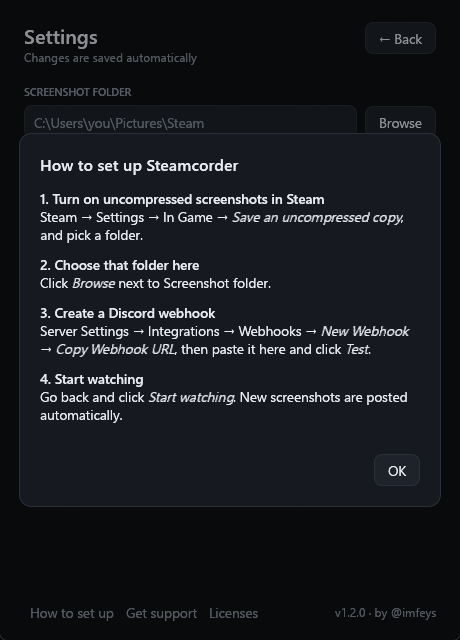 Settings
← Back
Changes are saved automatically
SCREENSHOT FOLDER
C:\Users\you\Pictures\Steam
Browse
How to set up Steamcorder
1. Turn on uncompressed screenshots in Steam
Steam → Settings → In Game → Save an uncompressed copy,
and pick a folder.
2. Choose that folder here
Click Browse next to Screenshot folder.
3. Create a Discord webhook
Server Settings → Integrations → Webhooks → New Webhook
→ Copy Webhook URL, then paste it here and click Test.
4. Start watching
Go back and click Start watching. New screenshots are posted
automatically.
OK
How to set up Get support Licenses v1.2.0 · by @imfeys